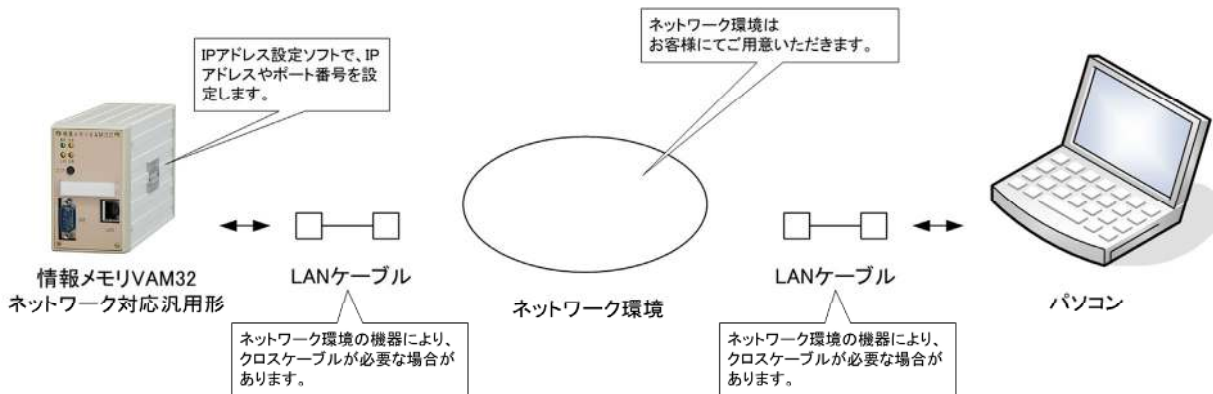 ネットワーク環境は
お客様にてご用意いただきます。
IPアドレス設定ソフトで、IP
アドレスやポート番号を設
定します。
情報メモリVAM32
ネットワーク対応汎用形
LANケーブル
ネットワーク環境
LANケーブル
パソコン
ネットワーク環境の機器により、
クロスケーブルが必要な場合が
あります。
ネットワーク環境の機器により、
クロスケーブルが必要な場合が
あります。